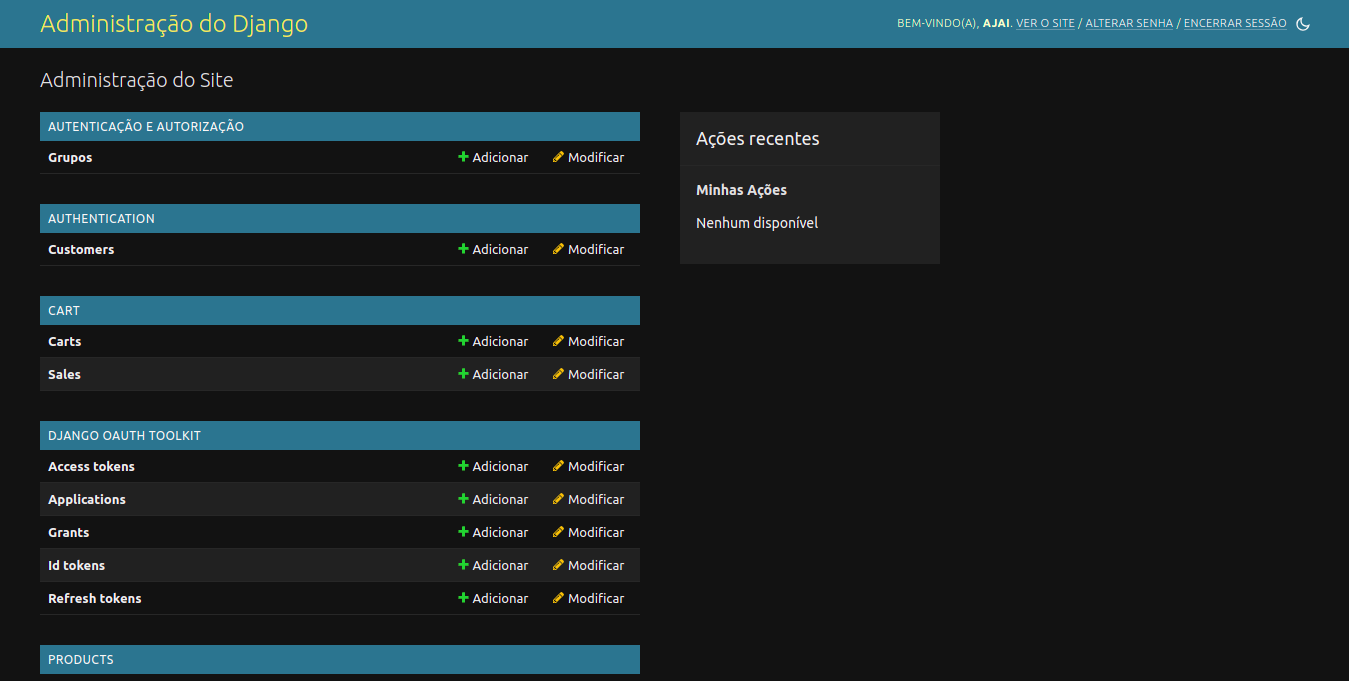 Administração do Django
BEM-VINDO(A), AJAI. VER O SITE / ALTERAR SENHA / ENCERRAR SESSÃO
Administração do Site
AUTENTICAÇÃO E AUTORIZAÇÃO
Grupos Adicionar Modificar
AUTHENTICATION
Customers Adicionar Modificar
CART
Carts Adicionar Modificar
Sales Adicionar Modificar
DJANGO OAUTH TOOLKIT
Access tokens Adicionar Modificar
Applications Adicionar Modificar
Grants Adicionar Modificar
Id tokens Adicionar Modificar
Refresh tokens Adicionar Modificar
PRODUCTS
Ações recentes
Minhas Ações
Nenhum disponível